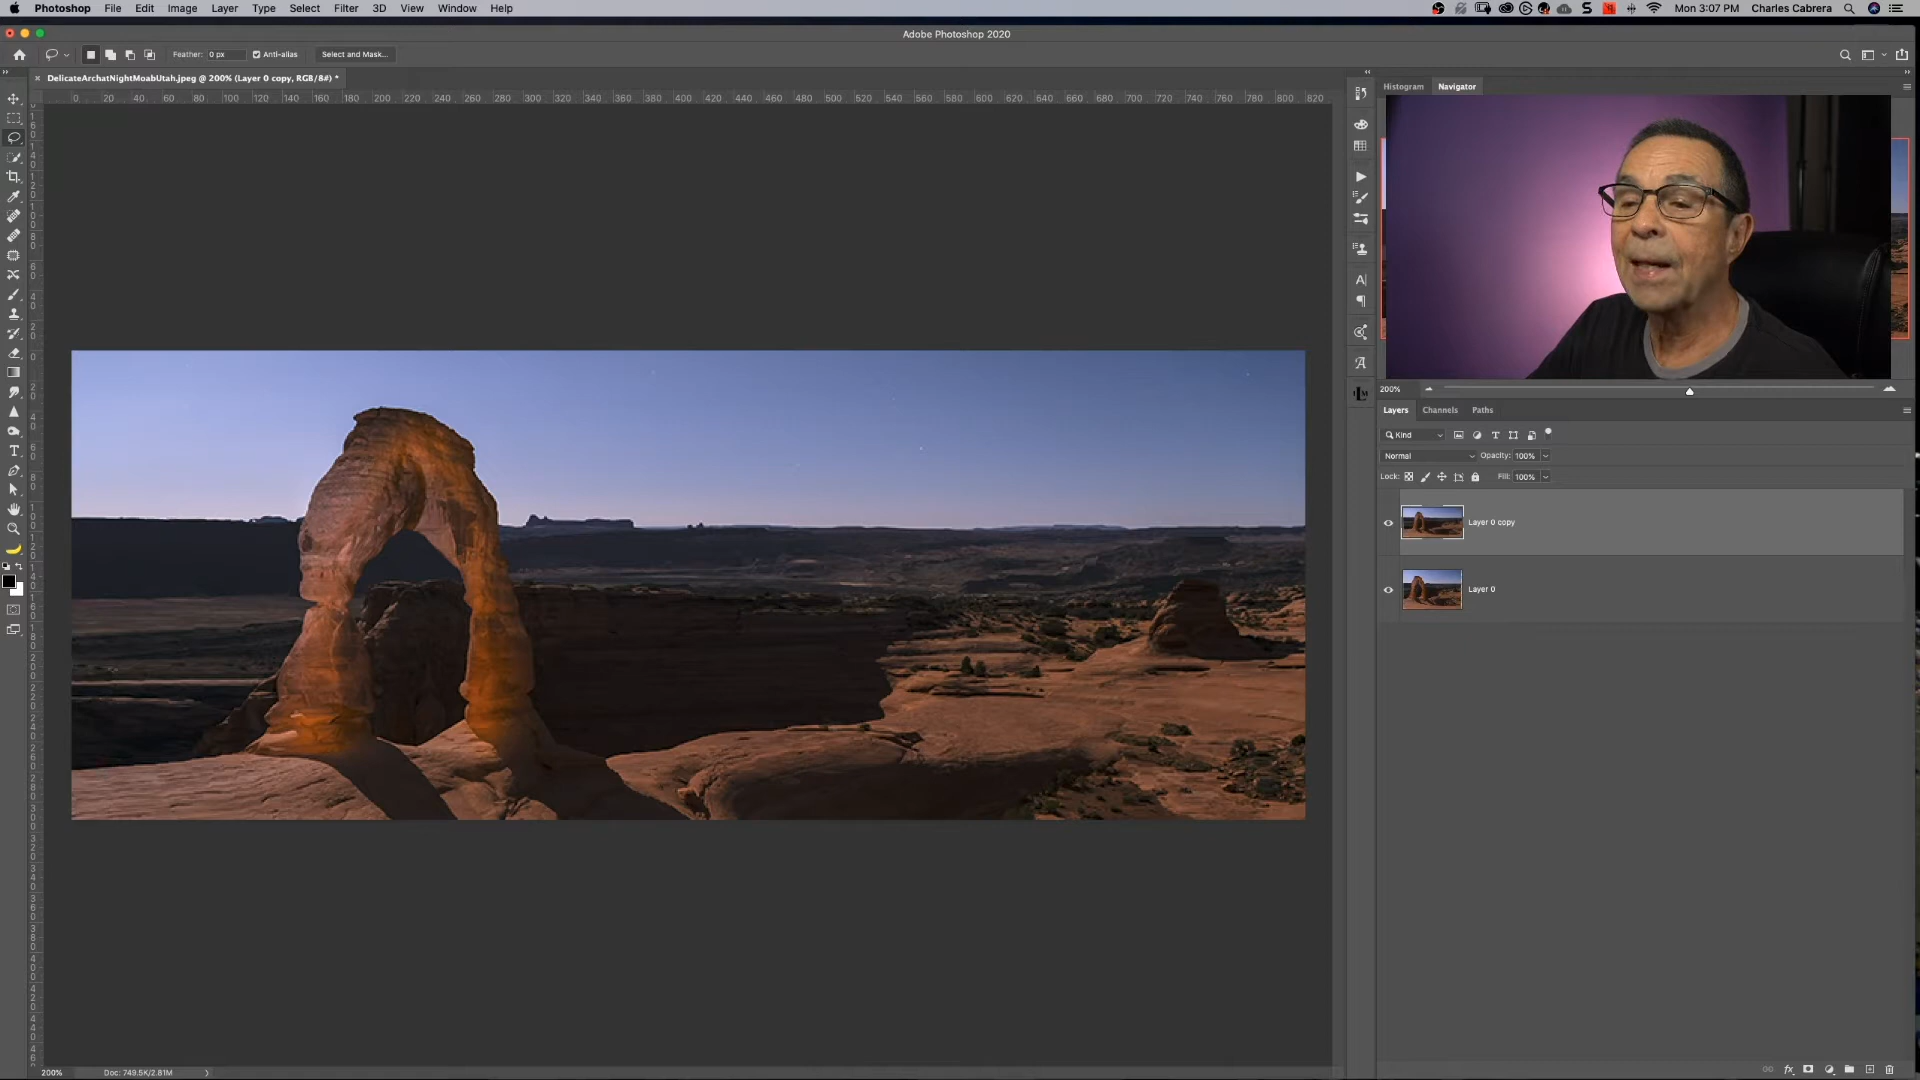 Photoshop File Edit Image Layer Type Select Filter 3D View Window Help Mon 3:07 PM Charles Cabrera
Adobe Photoshop 2020
Feather: 0 px Anti-alias Select and Mask...
DelicateArchatNightMoabUtah.jpeg @ 200% (Layer 0 copy, RGB/8#) *
Histogram Navigator
0 20 40 60 80 100 120 140 160 180 200 220 240 260 280 300 320 340 360 380 400 420 440 460 480 500 520 540 560 580 600 620 640 660 680 700 720 740 760 780 800 820
200%
Layers Channels Paths
Kind
Normal Opacity: 100%
Lock: Fill: 100%
Layer 0 copy
Layer 0
200% Doc: 749.5K/2.81M
fx